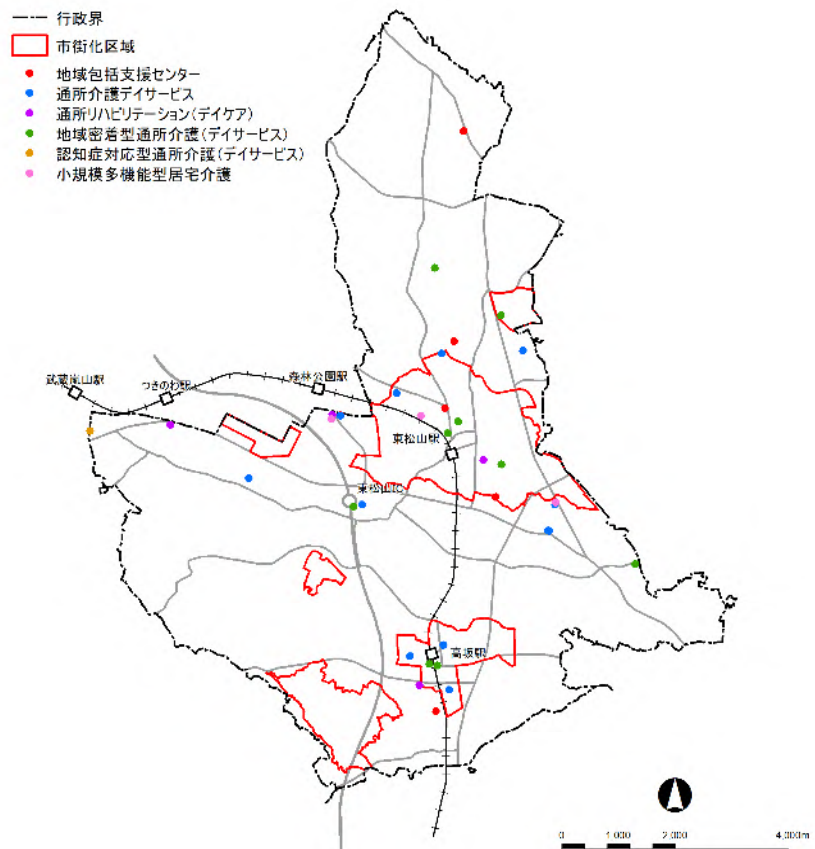 行政界
市街化区域
地域包括支援センター
通所介護デイサービス
通所リハビリテーション(デイケア)
地域密着型通所介護(デイサービス)
認知症対応型通所介護(デイサービス)
小規模多機能型居宅介護
武蔵嵐山駅
つきのわ駅
森林公園駅
東松山駅
東松山IC
高坂駅
0 1,000 2,000 4,000m